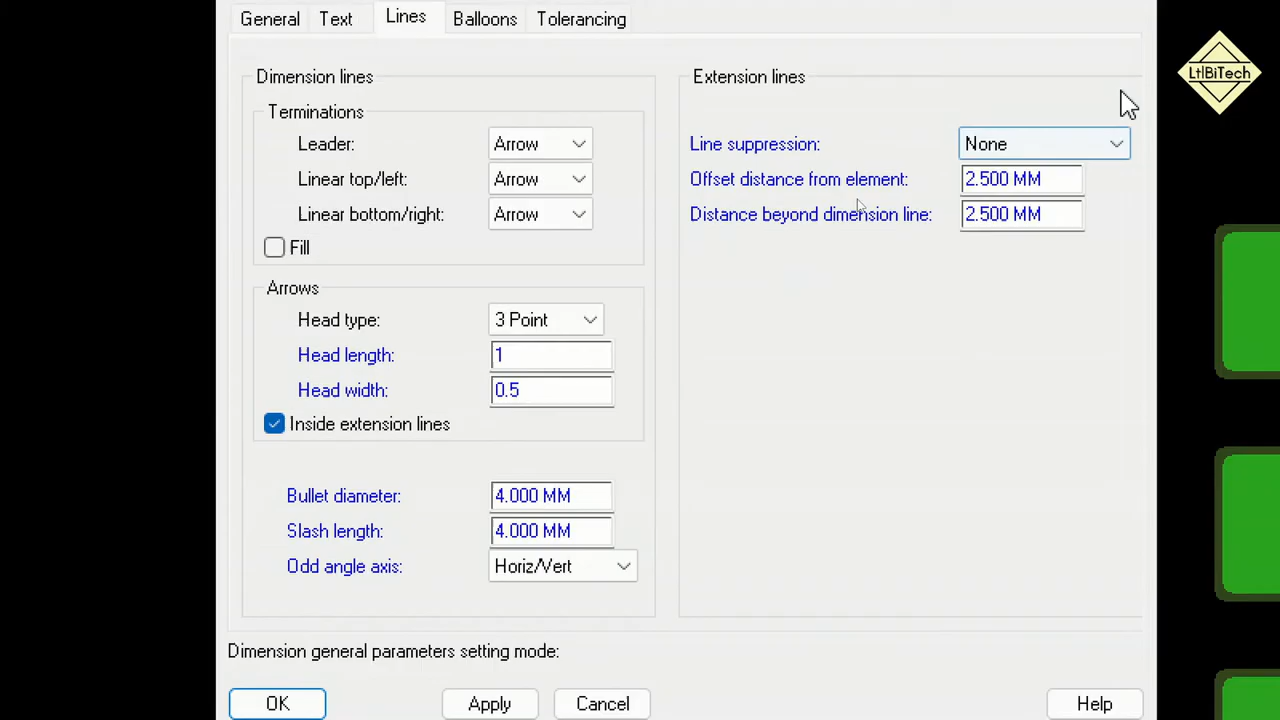 General Text Lines Balloons Tolerancing
LtlBiTech
Dimension lines
Terminations
Leader: Arrow
Linear top/left: Arrow
Linear bottom/right: Arrow
Fill
Arrows
Head type: 3 Point
Head length: 1
Head width: 0.5
Inside extension lines
Bullet diameter: 4.000 MM
Slash length: 4.000 MM
Odd angle axis: Horiz/Vert
Extension lines
Line suppression: None
Offset distance from element: 2.500 MM
Distance beyond dimension line: 2.500 MM
Dimension general parameters setting mode:
OK Apply Cancel Help